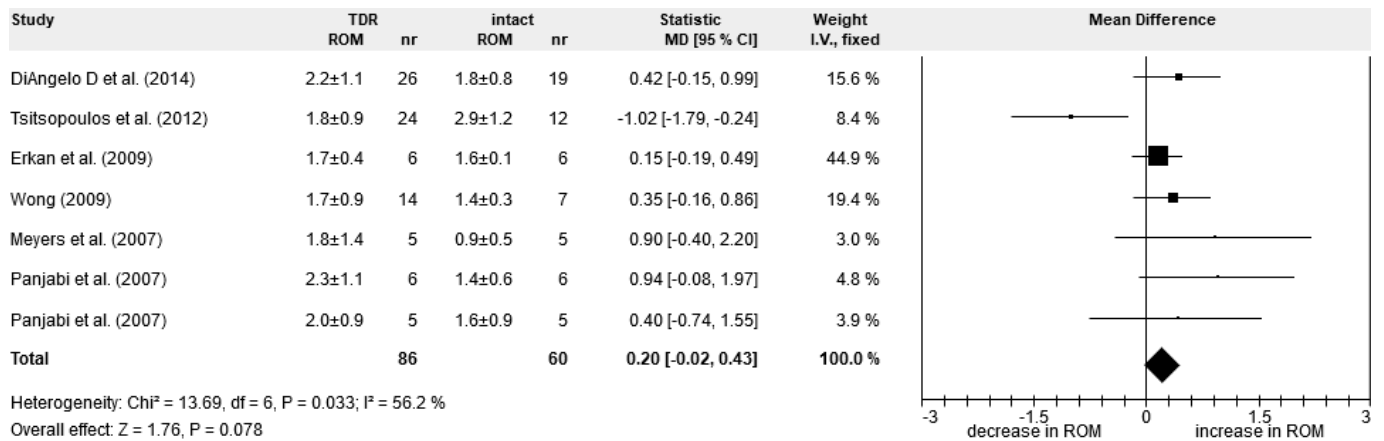 Study TDR intact Statistic Weight Mean Difference
ROM nr ROM nr MD [95 % CI] I.V., fixed
DiAngelo D et al. (2014) 2.2±1.1 26 1.8±0.8 19 0.42 [-0.15, 0.99] 15.6 %
Tsitsopoulos et al. (2012) 1.8±0.9 24 2.9±1.2 12 -1.02 [-1.79, -0.24] 8.4 %
Erkan et al. (2009) 1.7±0.4 6 1.6±0.1 6 0.15 [-0.19, 0.49] 44.9 %
Wong (2009) 1.7±0.9 14 1.4±0.3 7 0.35 [-0.16, 0.86] 19.4 %
Meyers et al. (2007) 1.8±1.4 5 0.9±0.5 5 0.90 [-0.40, 2.20] 3.0 %
Panjabi et al. (2007) 2.3±1.1 6 1.4±0.6 6 0.94 [-0.08, 1.97] 4.8 %
Panjabi et al. (2007) 2.0±0.9 5 1.6±0.9 5 0.40 [-0.74, 1.55] 3.9 %
Total 86 60 0.20 [-0.02, 0.43] 100.0 %
Heterogeneity: Chi² = 13.69, df = 6, P = 0.033; I² = 56.2 %
Overall effect: Z = 1.76, P = 0.078
-3 -1.5 0 1.5 3
decrease in ROM increase in ROM